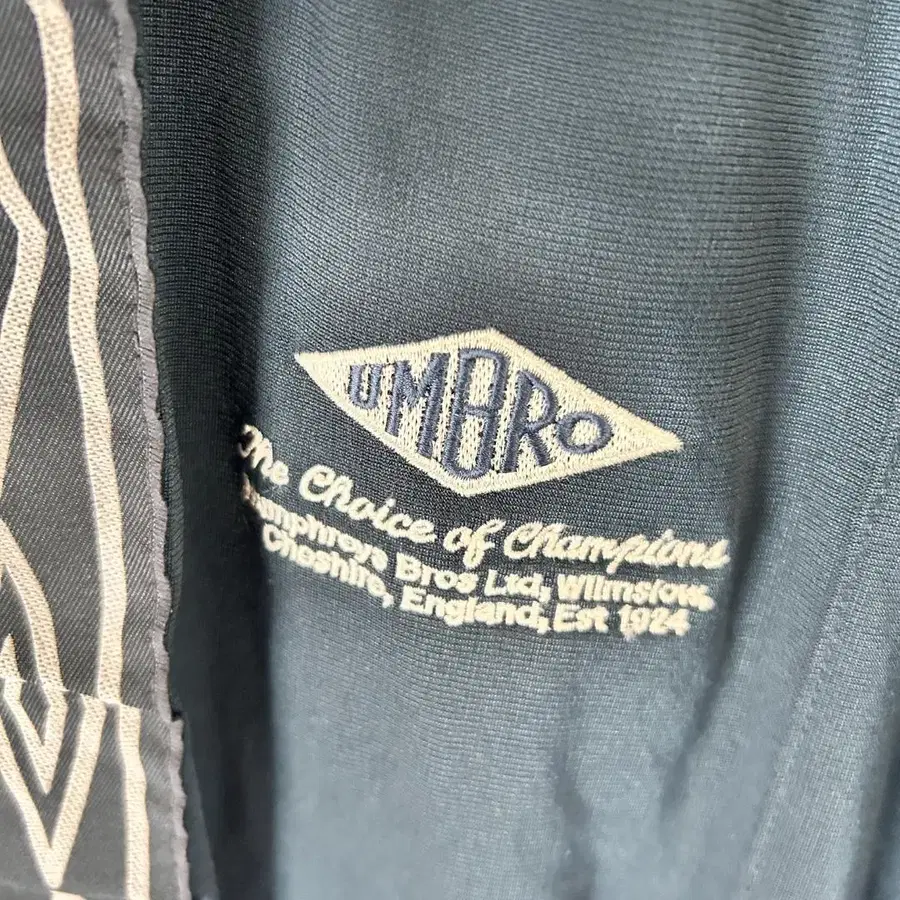 UMBRO
The Choice of Champions
Humphreys Bros Ltd, Wilmslow,
Cheshire, England, Est 1924